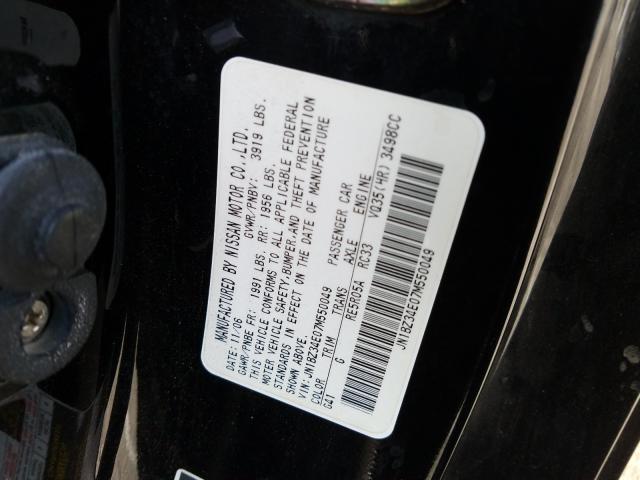 MANUFACTURED BY NISSAN MOTOR CO.,LTD.
DATE: 11/06 GVWR/PNBV: 3919 LBS.
GAWR/PNBE FR: 1991 LBS. RR: 1956 LBS.
THIS VEHICLE CONFORMS TO ALL APPLICABLE FEDERAL
MOTOR VEHICLE SAFETY,BUMPER,AND THEFT PREVENTION
STANDARDS IN EFFECT ON THE DATE OF MANUFACTURE
SHOWN ABOVE.
VIN:JN1BZ34E07M550049 PASSENGER CAR
COLOR TRIM TRANS AXLE ENGINE
G41 G RE5R05A RC33 VQ35(HR) 3498CC
JN1BZ34E07M550049